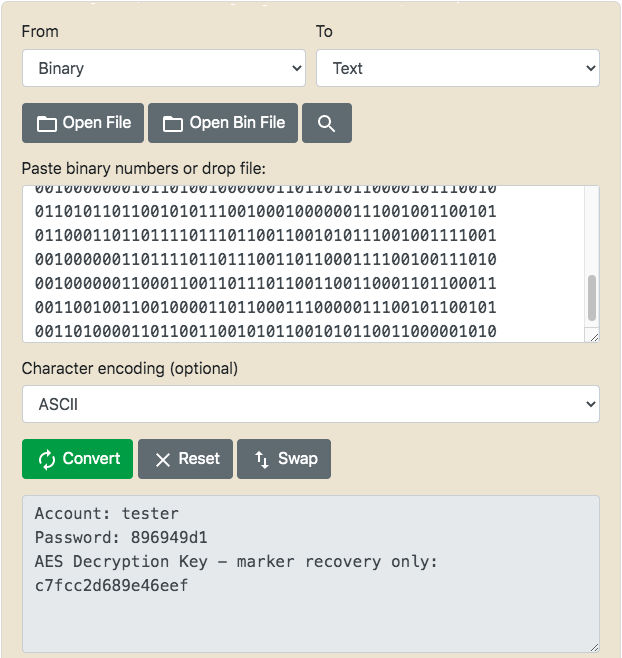 From
To
Binary
Text
Open File
Open Bin File
Paste binary numbers or drop file:
001000000010110100100000011011010110000101110010
011010110110010101110010001000000111001001100101
011000110110111101110110011001010111001001111001
001000000110111101101110011011000111100100111010
001000000110001100110111011001100110001101100011
001100100110010000110110001110000011100101100101
001101000011011001100101011001010110011000001010
Character encoding (optional)
ASCII
Convert
Reset
Swap
Account: tester
Password: 896949d1
AES Decryption Key – marker recovery only:
c7fcc2d689e46eef